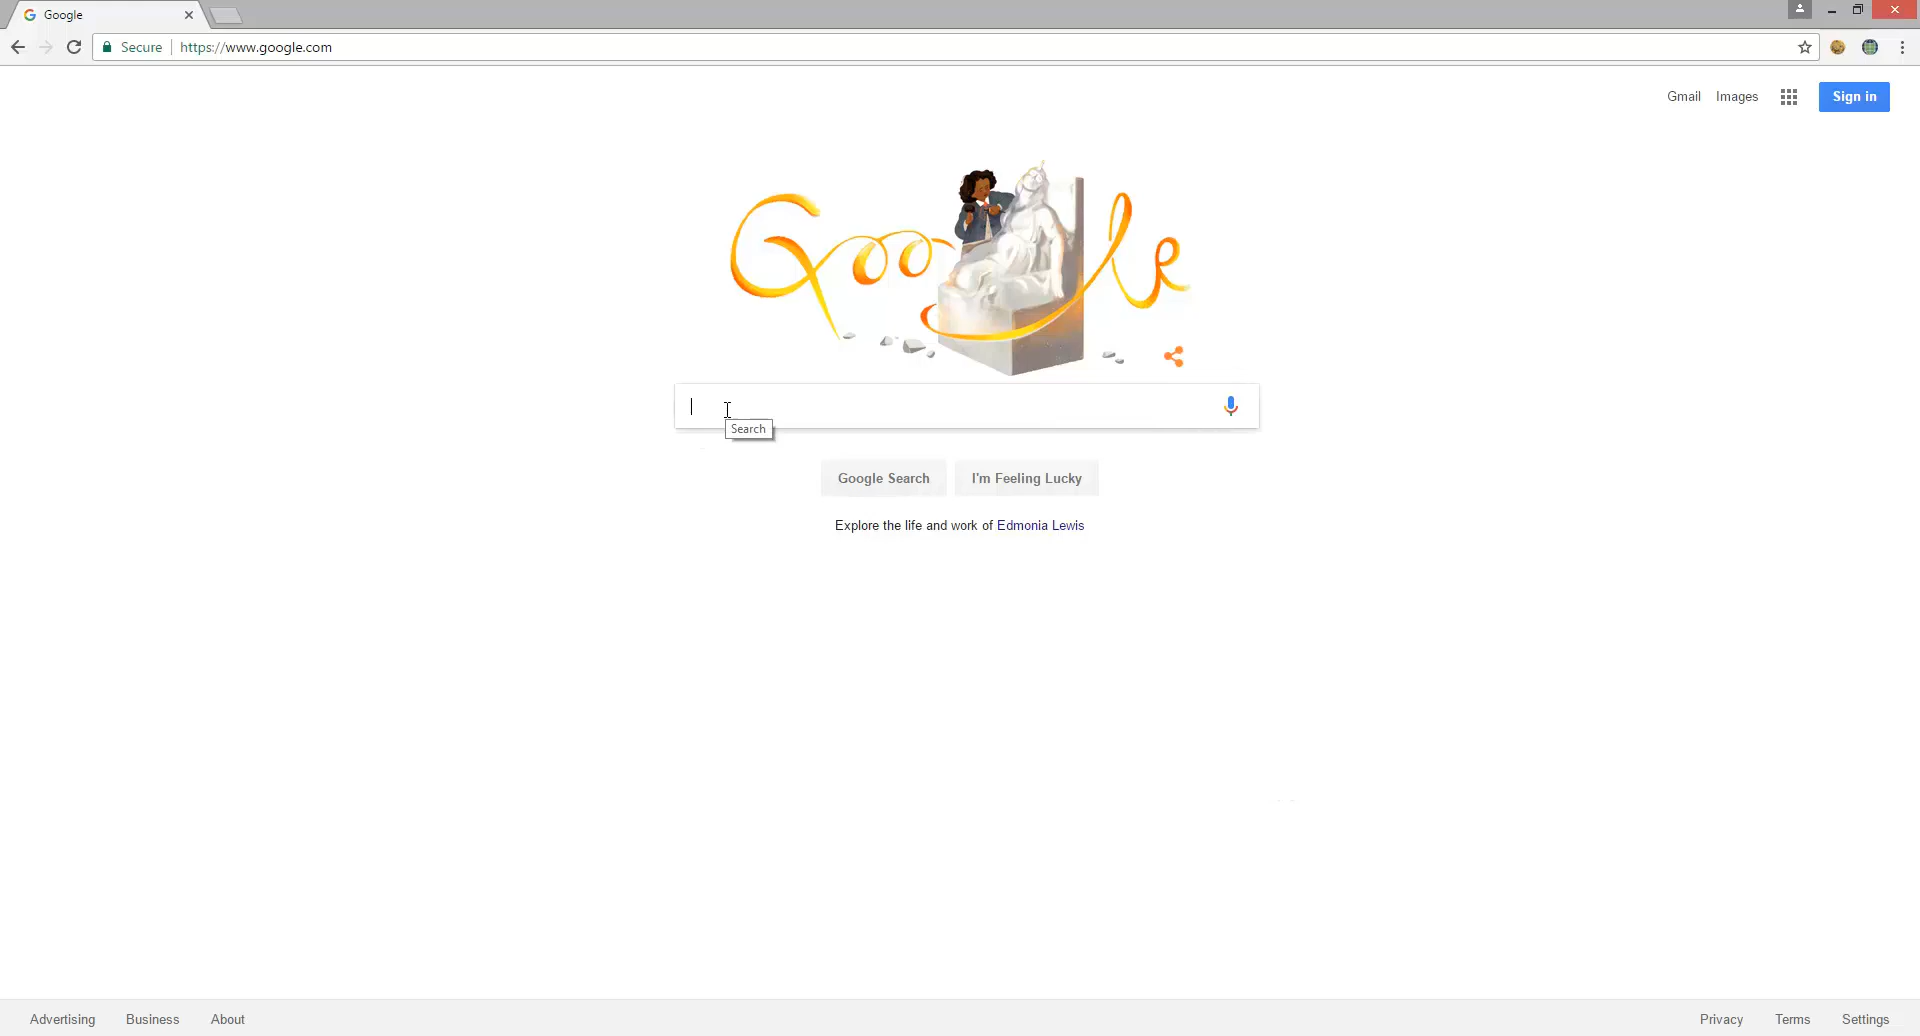 Google
Secure https://www.google.com
Gmail Images Sign in
Google
Search
Google Search I'm Feeling Lucky
Explore the life and work of Edmonia Lewis
Advertising Business About Privacy Terms Settings